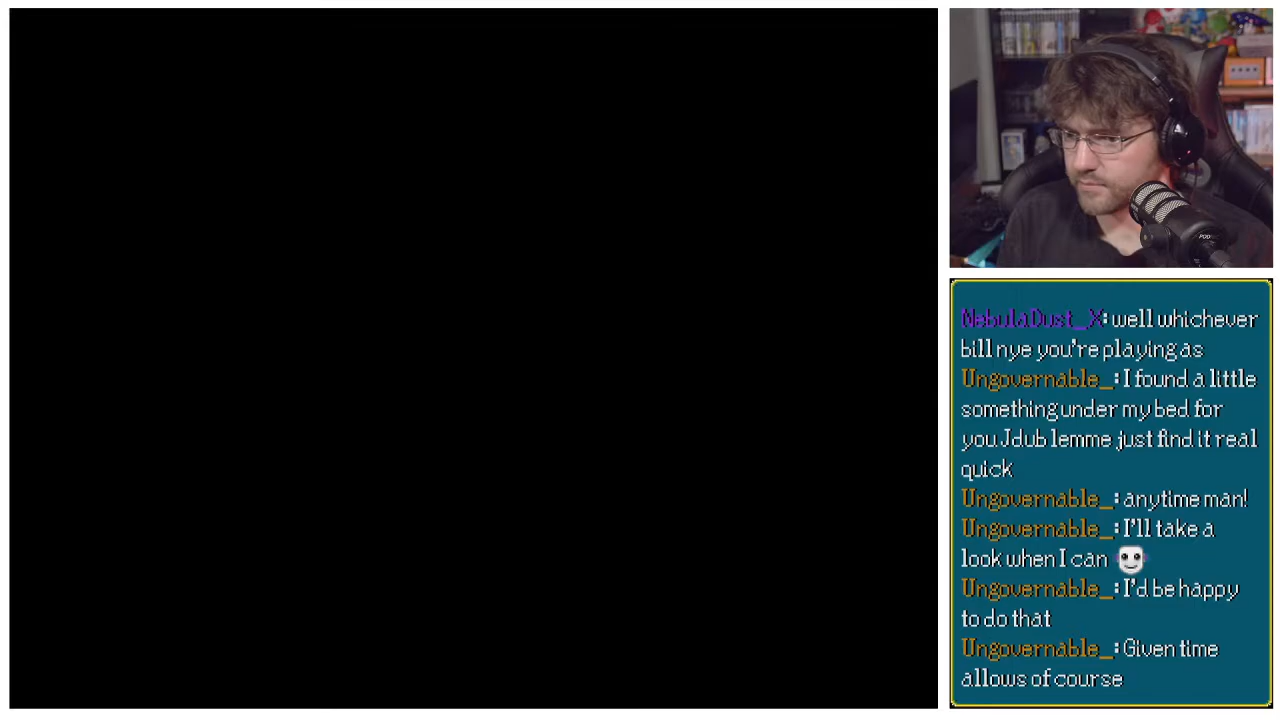 POD
NebulaDust_X: well whichever
bill nye you're playing as
Ungovernable_: I found a little
something under my bed for
you Jdub lemme just find it real
quick
Ungovernable_: anytime man!
Ungovernable_: I'll take a
look when I can
Ungovernable_: I'd be happy
to do that
Ungovernable_: Given time
allows of course